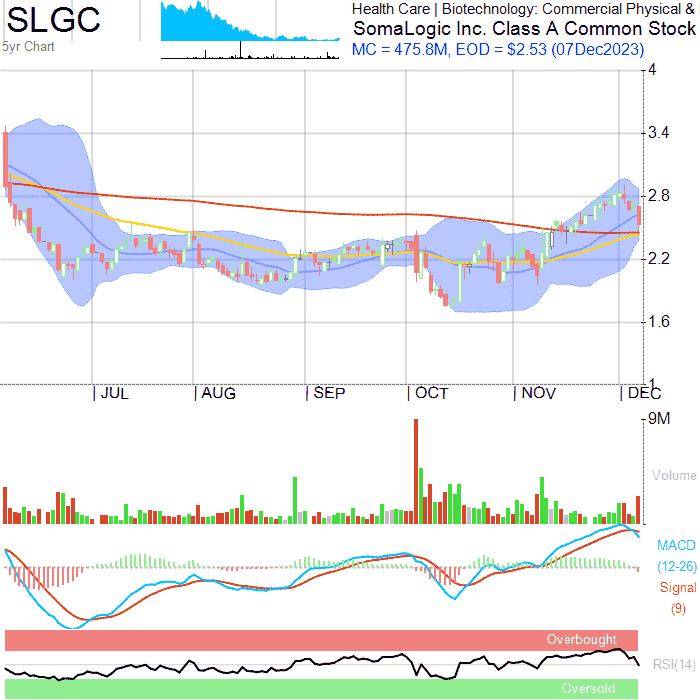 SLGC
5yr Chart
Health Care | Biotechnology: Commercial Physical &
SomaLogic Inc. Class A Common Stock
MC = 475.8M, EOD = $2.53 (07Dec2023)
4
3.4
2.8
2.2
1.6
1
JUL AUG SEP OCT NOV DEC
9M
Volume
MACD
(12-26)
Signal
(9)
Overbought
RSI(14)
Oversold